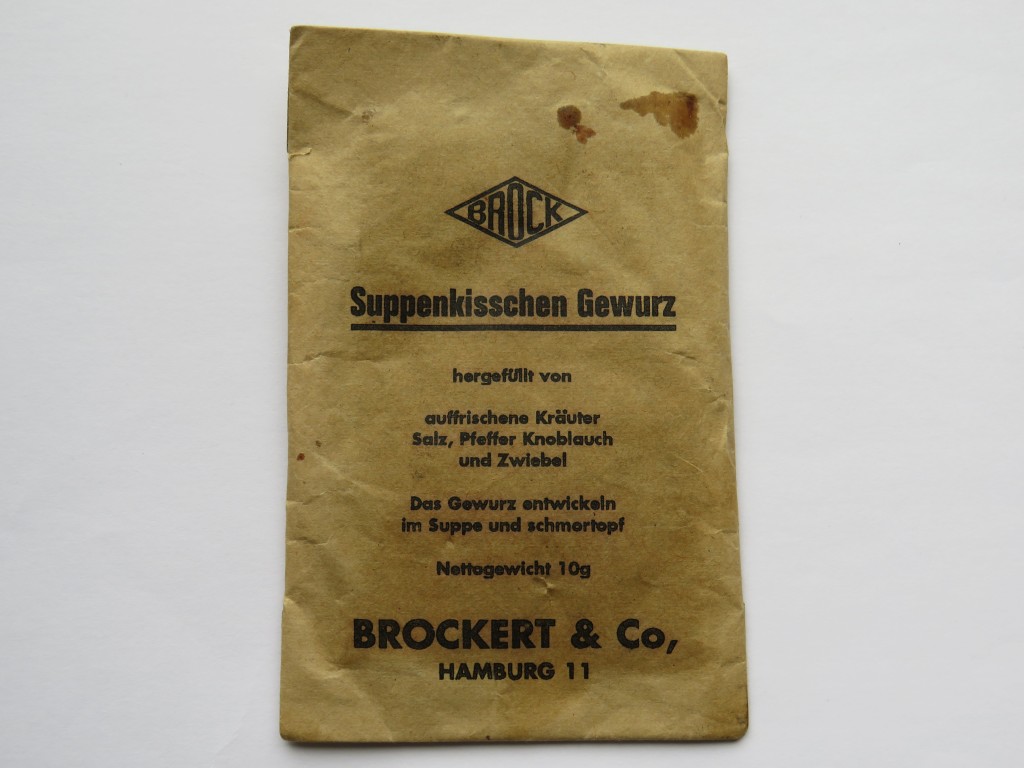 BROCK
Suppenkisschen Gewurz
hergefüllt von
auffrischene Kräuter
Salz, Pfeffer Knoblauch
und Zwiebel
Das Gewurz entwickeln
im Suppe und schmortopf
Nettogewicht 10g
BROCKERT & Co,
HAMBURG 11